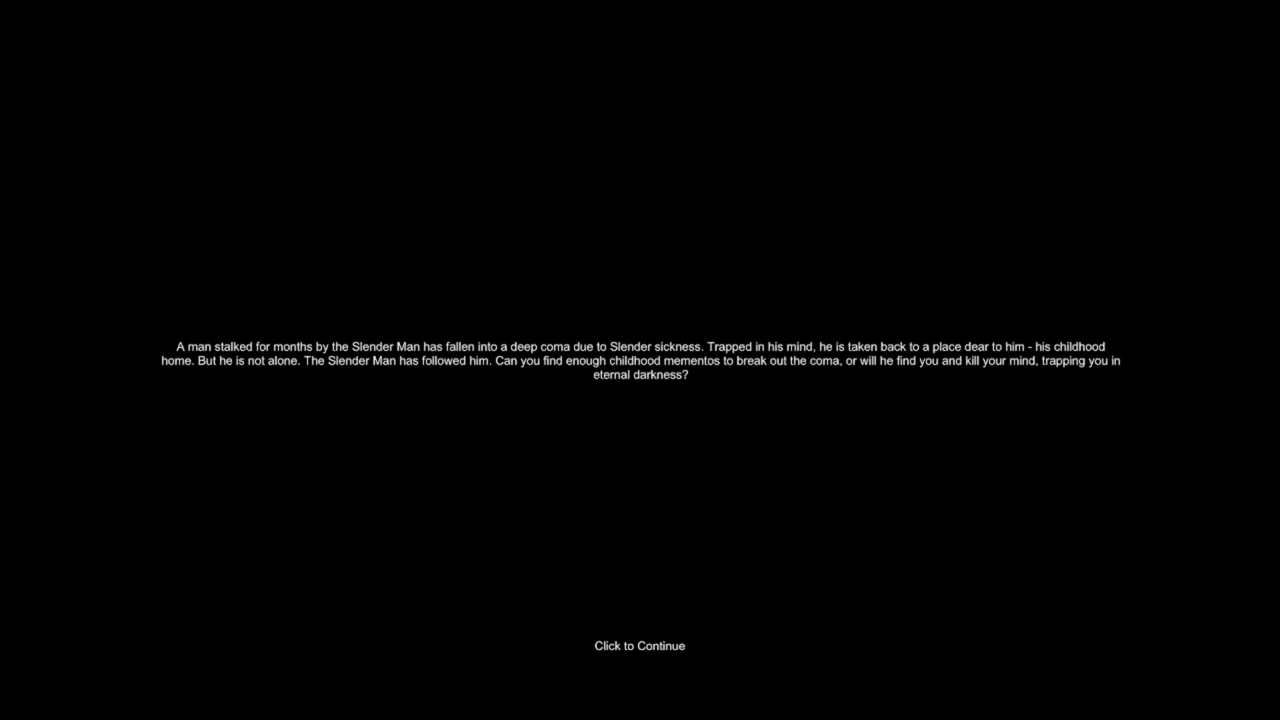 A man stalked for months by the Slender Man has fallen into a deep coma due to Slender sickness. Trapped in his mind, he is taken back to a place dear to him - his childhood
home. But he is not alone. The Slender Man has followed him. Can you find enough childhood mementos to break out the coma, or will he find you and kill your mind, trapping you in
eternal darkness?
Click to Continue